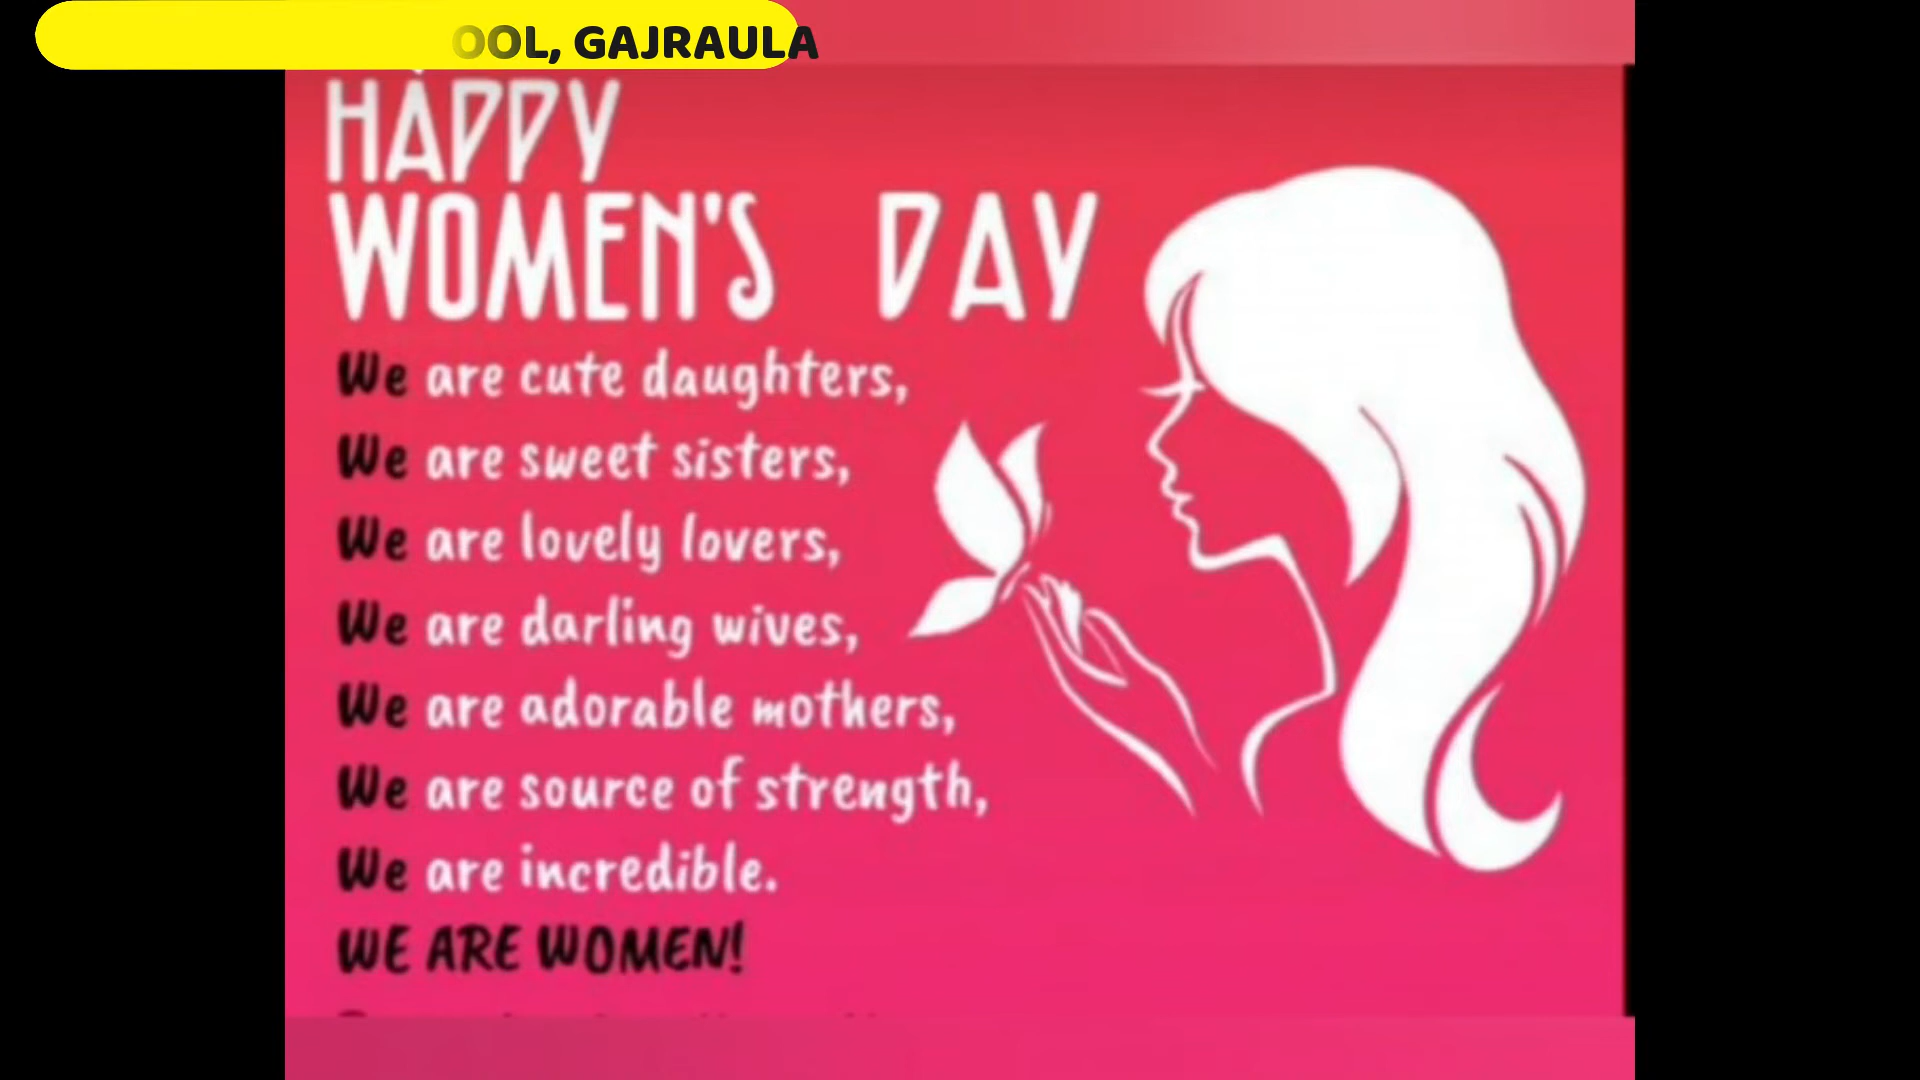 OOL, GAJRAULA
HAPPY
WOMEN'S DAY
We are cute daughters,
We are sweet sisters,
We are lovely lovers,
We are darling wives,
We are adorable mothers,
We are source of strength,
We are incredible.
WE ARE WOMEN!